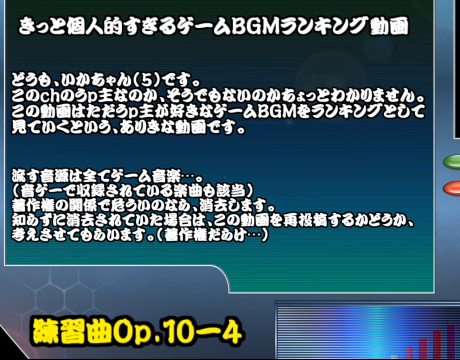 きっと個人的すぎるゲームBGMランキング動画
どうも、いかちゃん(5)です。
このchのうp主なのか、そうでもないのかちょっとわかりません。
この動画はただうp主が好きなゲームBGMをランキングとして
見ていくという、ありきな動画です。
流す音源は全てゲーム音楽…。
(音ゲーで収録されている楽曲も該当)
著作権の関係で危ういのなら、消去します。
知らずに消去されていた場合は、この動画を再投稿するかどうか、
考えさせてもらいます。(著作権だらけ…)
練習曲Op.10ー4